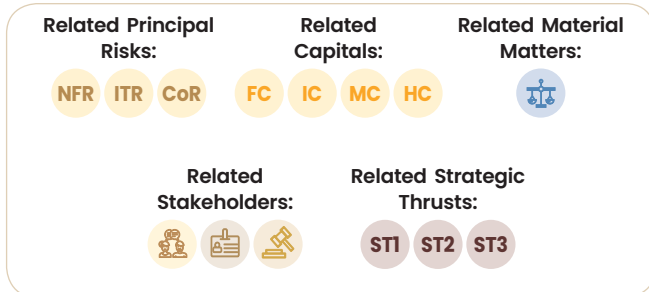 Related Principal
Risks:
NFR ITR CoR
Related
Capitals:
FC IC MC HC
Related Material
Matters:
Related
Stakeholders:
Related Strategic
Thrusts:
ST1 ST2 ST3